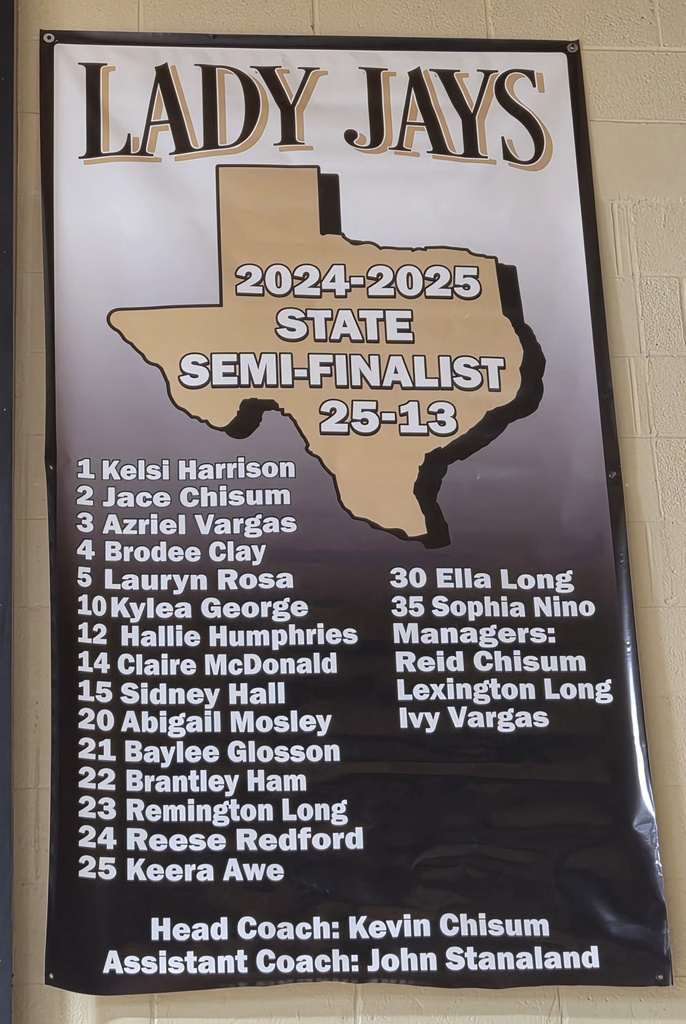 LADY JAYS
2024-2025
STATE
SEMI-FINALIST
25-13
1 Kelsi Harrison
2 Jace Chisum
3 Azriel Vargas
4 Brodee Clay
5 Lauryn Rosa
10 Kylea George
12 Hallie Humphries
14 Claire McDonald
15 Sidney Hall
20 Abigail Mosley
21 Baylee Glosson
22 Brantley Ham
23 Remington Long
24 Reese Redford
25 Keera Awe
30 Ella Long
35 Sophia Nino
Managers:
Reid Chisum
Lexington Long
Ivy Vargas
Head Coach: Kevin Chisum
Assistant Coach: John Stanaland